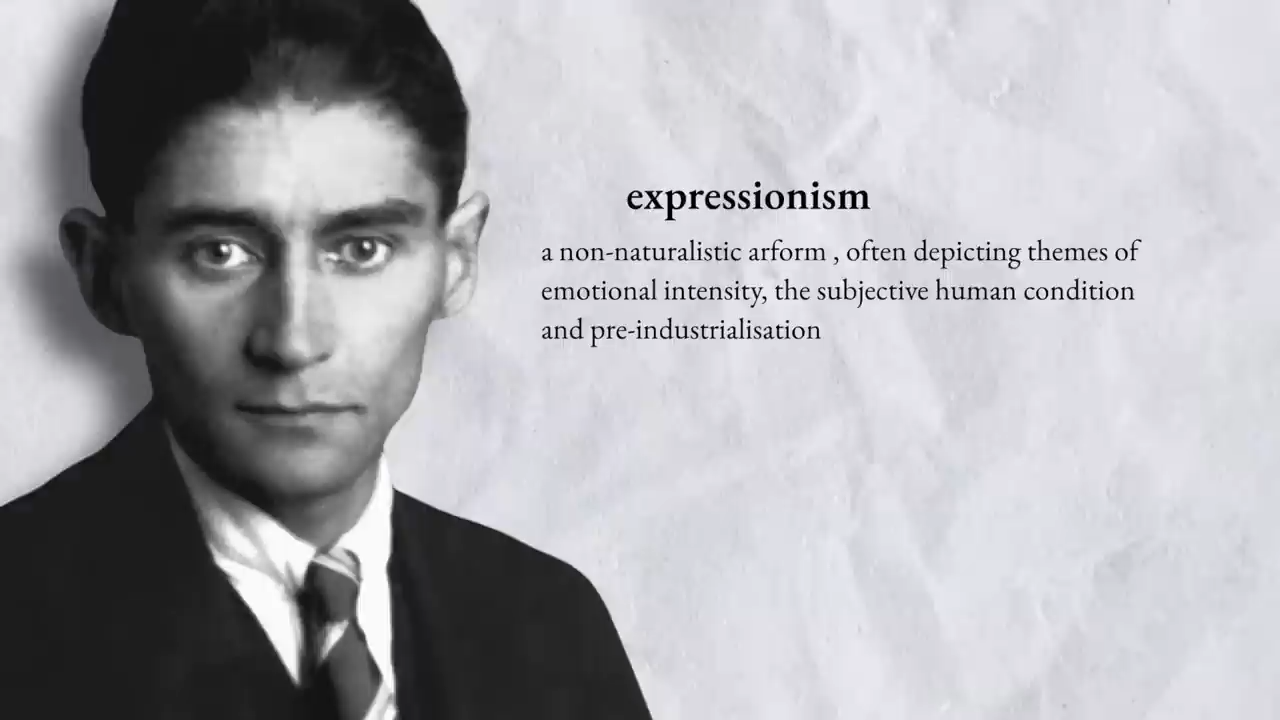 expressionism
a non-naturalistic arform , often depicting themes of
emotional intensity, the subjective human condition
and pre-industrialisation